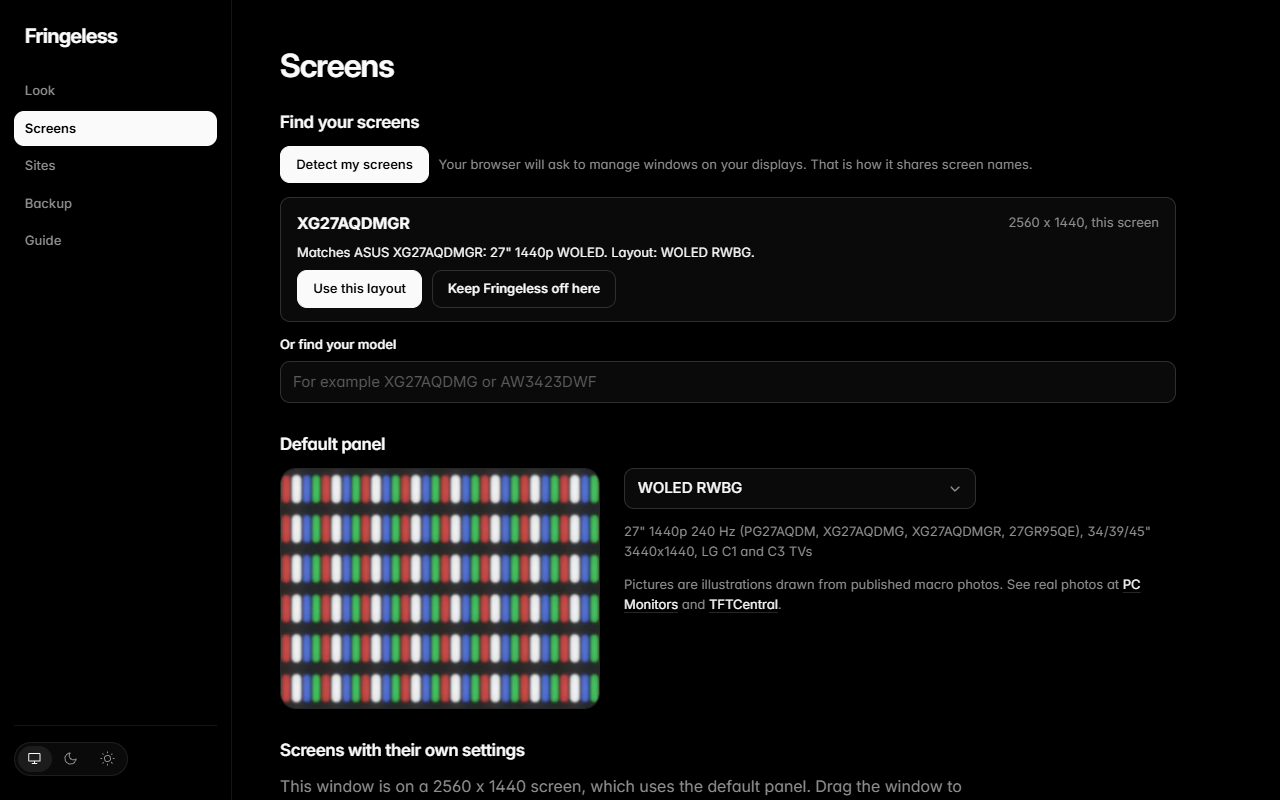 Fringeless
Look
Screens
Sites
Backup
Guide
Screens
Find your screens
Detect my screens
Your browser will ask to manage windows on your displays. That is how it shares screen names.
XG27AQDMGR
2560 x 1440, this screen
Matches ASUS XG27AQDMGR: 27" 1440p WOLED. Layout: WOLED RWBG.
Use this layout
Keep Fringeless off here
Or find your model
For example XG27AQDMG or AW3423DWF
Default panel
WOLED RWBG
27" 1440p 240 Hz (PG27AQDM, XG27AQDMG, XG27AQDMGR, 27GR95QE), 34/39/45"
3440x1440, LG C1 and C3 TVs
Pictures are illustrations drawn from published macro photos. See real photos at PC
Monitors and TFTCentral.
Screens with their own settings
This window is on a 2560 x 1440 screen, which uses the default panel. Drag the window to